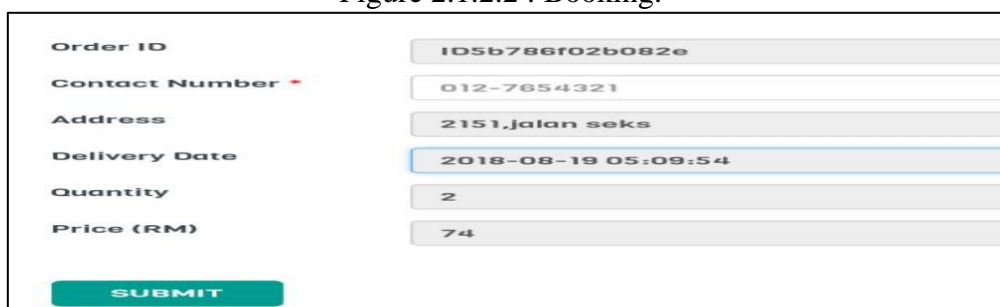 Figure 2.1.2.2 : Booking.
Order ID ID5b786f02b082e
Contact Number * 012-7654321
Address 2151,jalan seks
Delivery Date 2018-08-19 05:09:54
Quantity 2
Price (RM) 74
SUBMIT